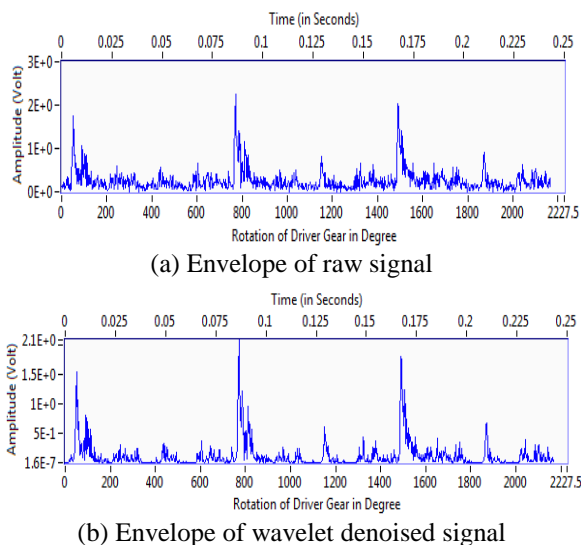 Time (in Seconds)
0 0.025 0.05 0.075 0.1 0.125 0.15 0.175 0.2 0.225 0.25
Amplitude (Volt)
3E+0
2E+0
1E+0
0E+0
0 200 400 600 800 1000 1200 1400 1600 1800 2000 2227.5
Rotation of Driver Gear in Degree
(a) Envelope of raw signal
Time (in Seconds)
0 0.025 0.05 0.075 0.1 0.125 0.15 0.175 0.2 0.225 0.25
Amplitude (Volt)
2.1E+0
1.5E+0
1E+0
5E-1
1.6E-7
0 200 400 600 800 1000 1200 1400 1600 1800 2000 2227.5
Rotation of Driver Gear in Degree
(b) Envelope of wavelet denoised signal